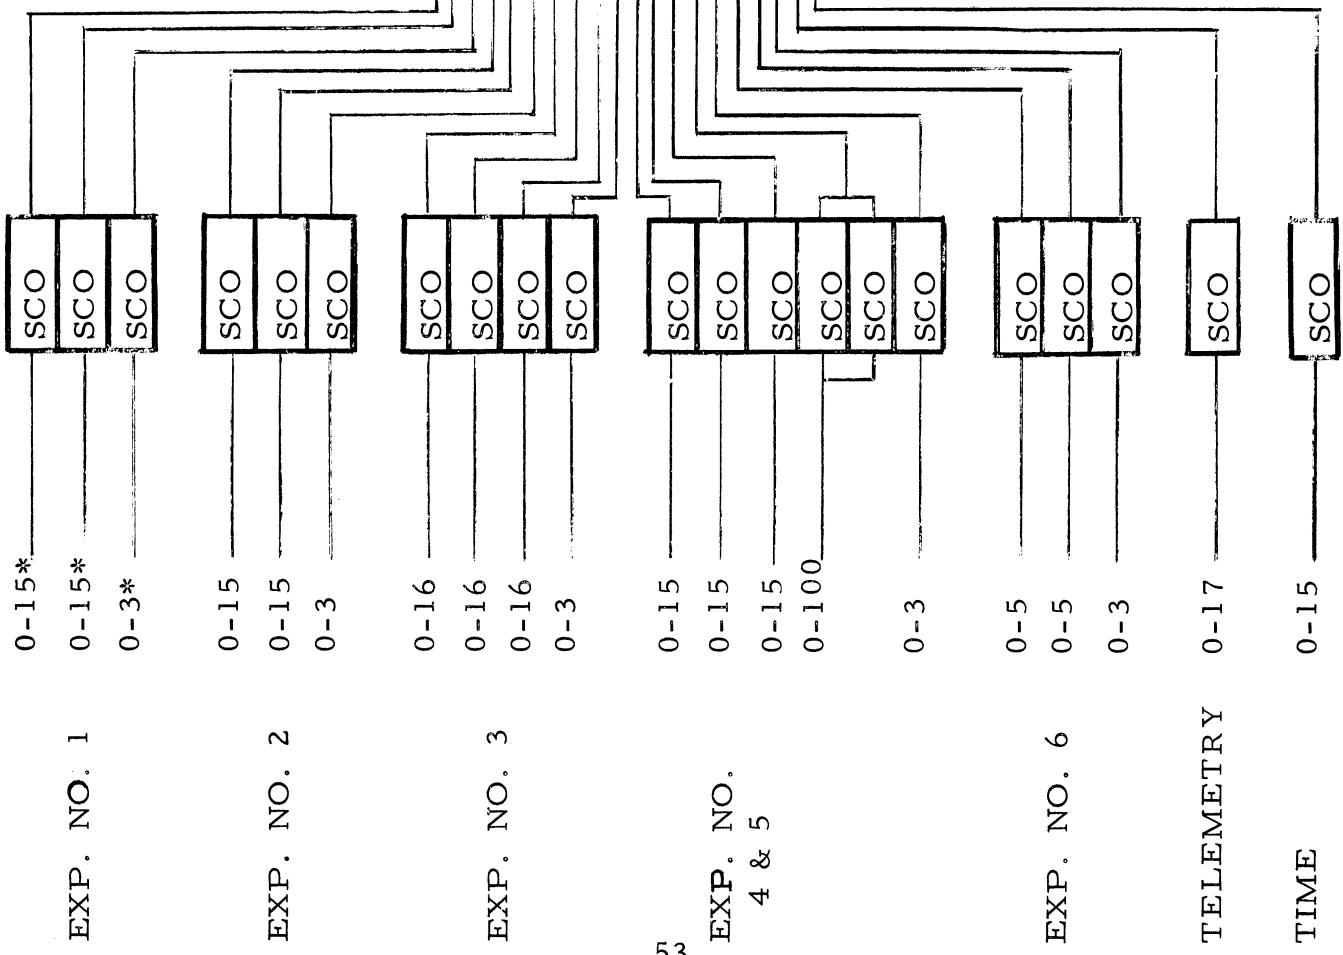 EXP. NO. 1
0-15* SCO
0-15* SCO
0-3* SCO
EXP. NO. 2
0-15 SCO
0-15 SCO
0-3 SCO
EXP. NO. 3
0-16 SCO
0-16 SCO
0-16 SCO
0-3 SCO
EXP. NO.
4 & 5
0-15 SCO
0-15 SCO
0-15 SCO
0-100 SCO
SCO
0-3 SCO
EXP. NO. 6
0-5 SCO
0-5 SCO
0-3 SCO
TELEMETRY 0-17 SCO
TIME 0-15 SCO
53